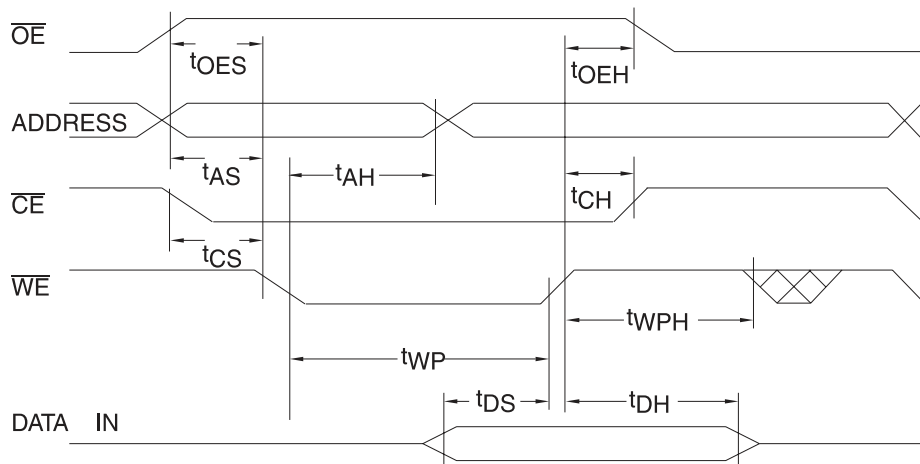 OE
tOES
tOEH
ADDRESS
tAS
tAH
CE
tCH
tCS
WE
tWPH
tWP
tDS
tDH
DATA IN